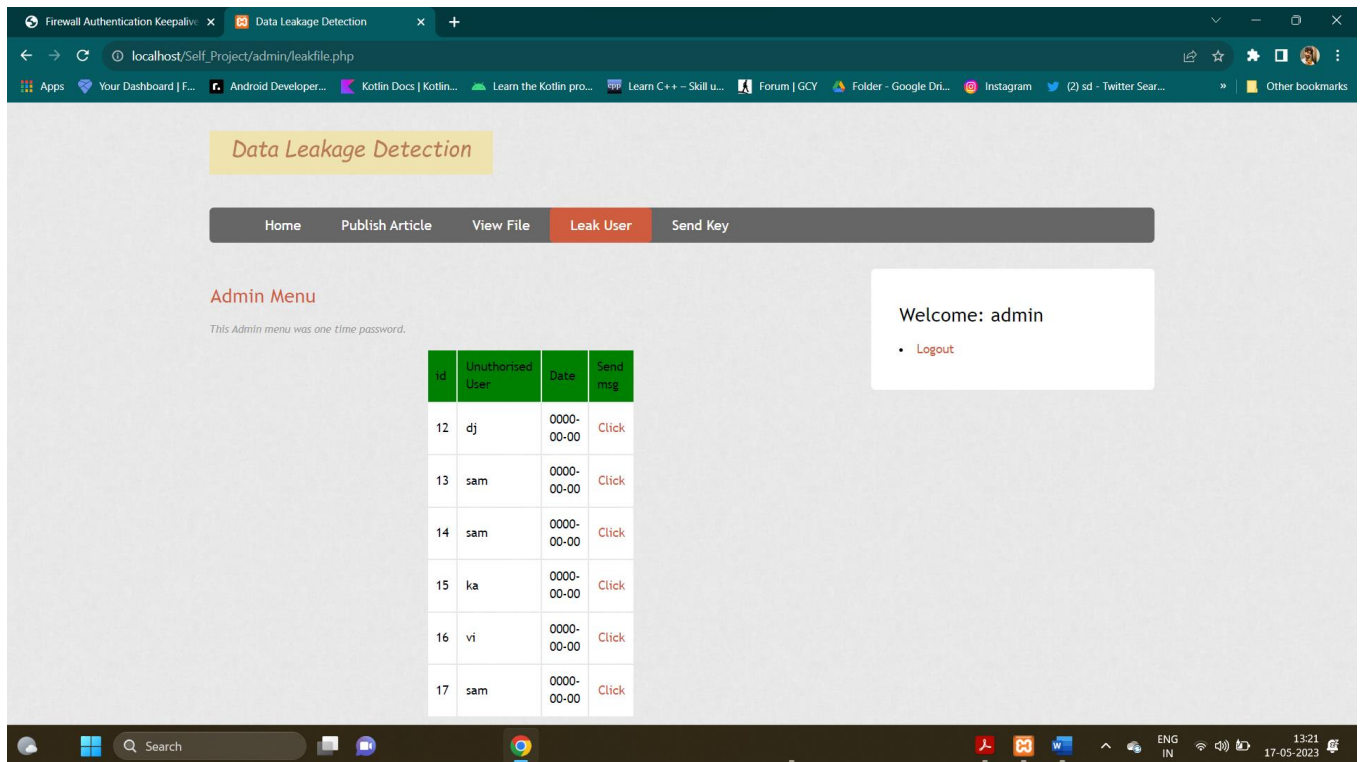 Firewall Authentication Keepalive
Data Leakage Detection
localhost/Self_Project/admin/leakfile.php
Apps
Your Dashboard | F...
Android Developer...
Kotlin Docs | Kotlin...
Learn the Kotlin pro...
cpp
Learn C++ – Skill u...
Forum | GCY
Folder - Google Dri...
Instagram
(2) sd - Twitter Sear...
»
Other bookmarks
Data Leakage Detection
Home
Publish Article
View File
Leak User
Send Key
Admin Menu
This Admin menu was one time password.
Welcome: admin
• Logout
id Unuthorised Date Send
User msg
12 dj 0000- Click
00-00
13 sam 0000- Click
00-00
14 sam 0000- Click
00-00
15 ka 0000- Click
00-00
16 vi 0000- Click
00-00
17 sam 0000- Click
00-00
Search
W
ENG
IN
13:21
17-05-2023